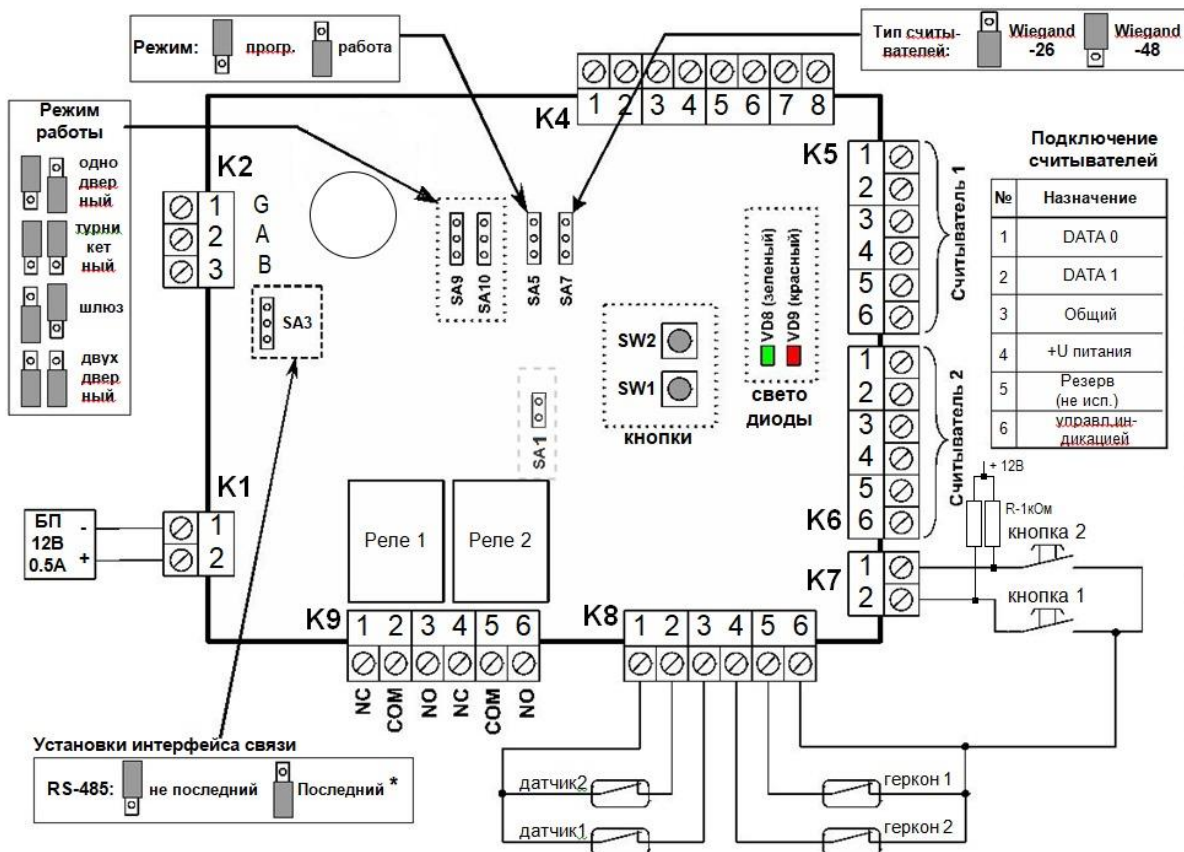 Режим: прогр. работа
Тип считы-
вателей:
Wiegand
-26
Wiegand
-48
Режим
работы
одно
двер
ный
турни
кет
ный
шлюз
двух
двер
ный
K4
1 2 3 4 5 6 7 8
K2
1 G
2 A
3 B
SA3
SA9
SA10
SA5
SA7
SA1
SW2
SW1
кнопки
VD8 (зеленый)
VD9 (красный)
свето
диоды
K5
1
2
3
4
5
6
Считыватель 1
1
2
3
4
5
6
K6
Считыватель 2
Подключение
считывателей
№ Назначение
1 DATA 0
2 DATA 1
3 Общий
4 +U питания
5 Резерв
(не исп.)
6 управл.ин-
дикацией
+ 12В
R-1кОм
кнопка 2
кнопка 1
K7
1
2
K1
1
2
БП -
12В
0.5А +
Реле 1
Реле 2
K9
1 2 3 4 5 6
NC COM NO NC COM NO
K8
1 2 3 4 5 6
датчик2
датчик1
геркон 1
геркон 2
Установки интерфейса связи
RS-485: не последний Последний *